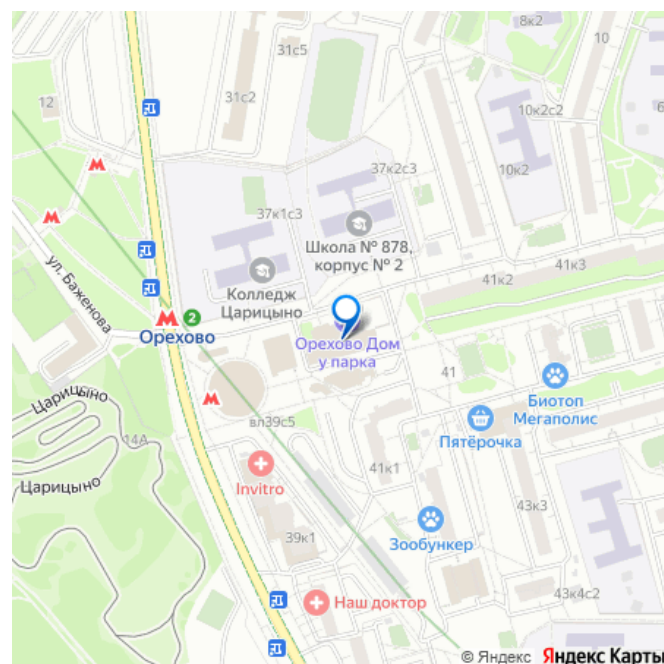 8к2
31с5
10
12
31с2
10к2с2
37к2с3
10к2
37к1с3
Школа № 878,
корпус № 2
ул. Баженова
Колледж
Царицыно
41к3
41к2
2
Орехово
Орехово Дом
у парка
41
Царицыно
Биотоп
Мегаполис
вл39с5
14А
Пятёрочка
Царицыно
41к1
Invitro
43к3
39к1
Зообункер
43к4с2
Наш доктор
© Яндекс Яндекс Карты